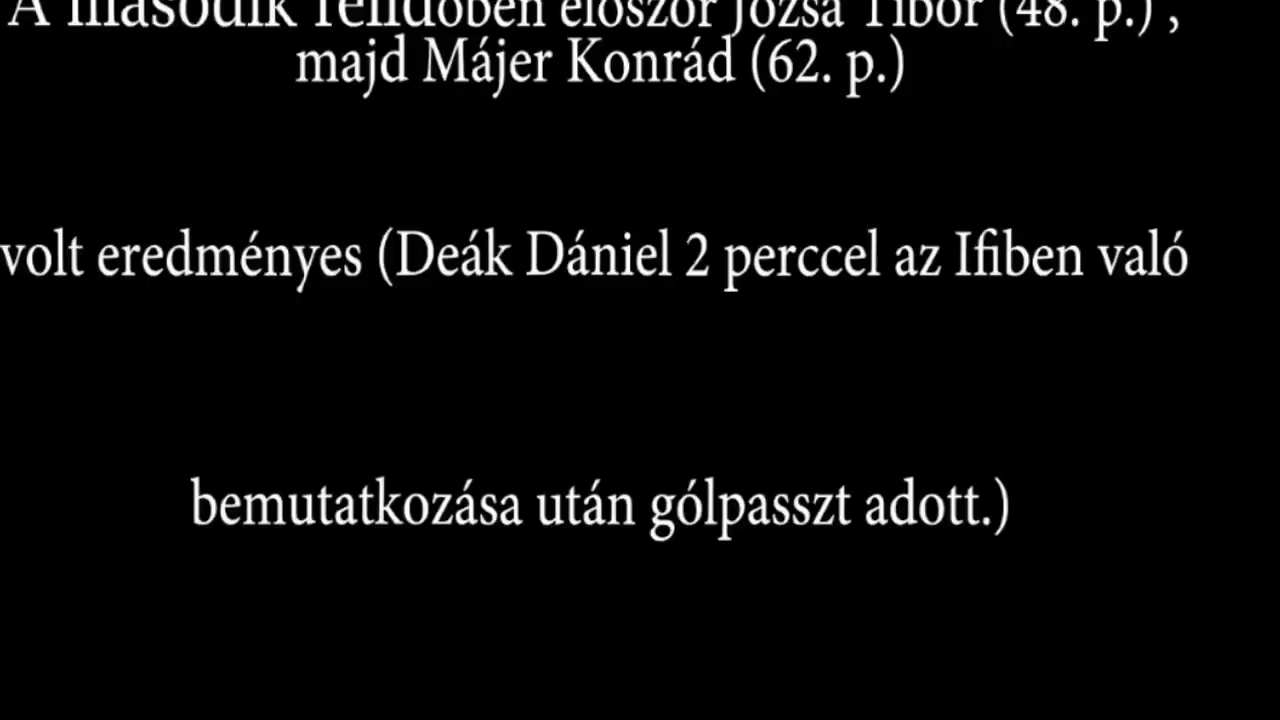 A második félidőben először Józsa Tibor (48. p.) ,
majd Májer Konrád (62. p.)
volt eredményes (Deák Dániel 2 perccel az Ifiben való
bemutatkozása után gólpasszt adott.)